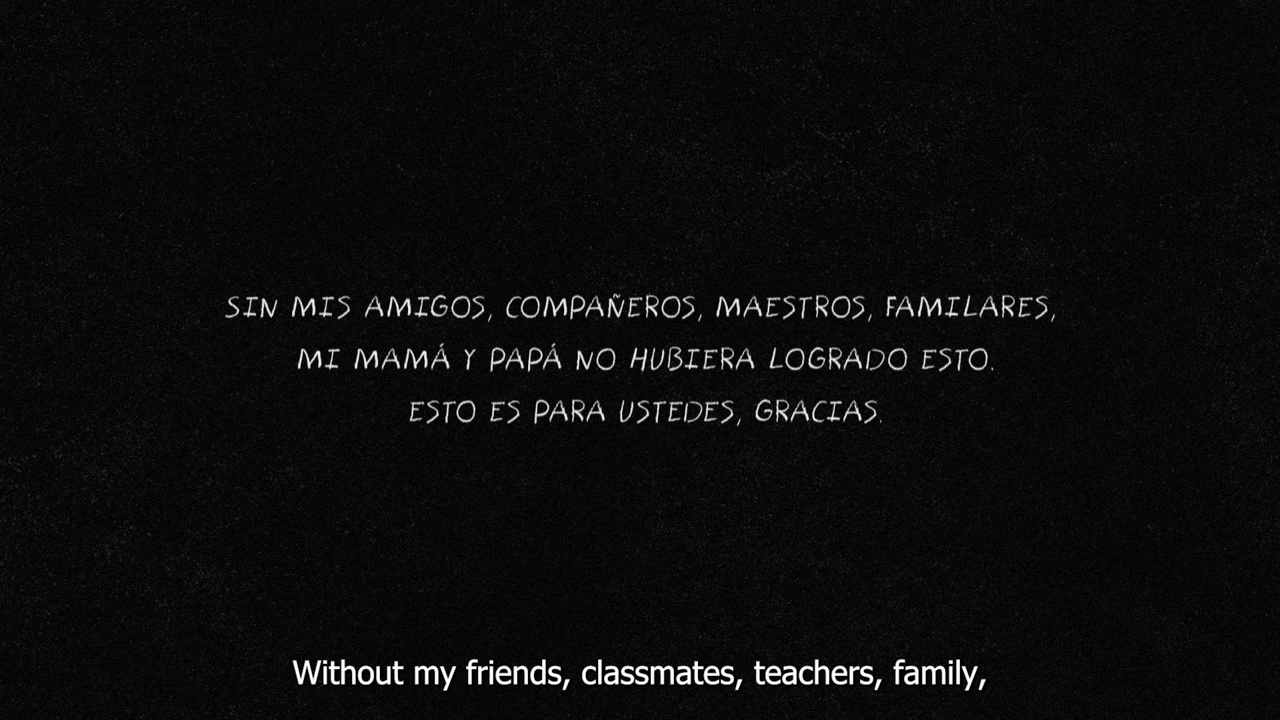 SIN MIS AMIGOS, COMPAÑEROS, MAESTROS, FAMILARES,
MI MAMÁ Y PAPÁ NO HUBIERA LOGRADO ESTO.
ESTO ES PARA USTEDES, GRACIAS.
Without my friends, classmates, teachers, family,